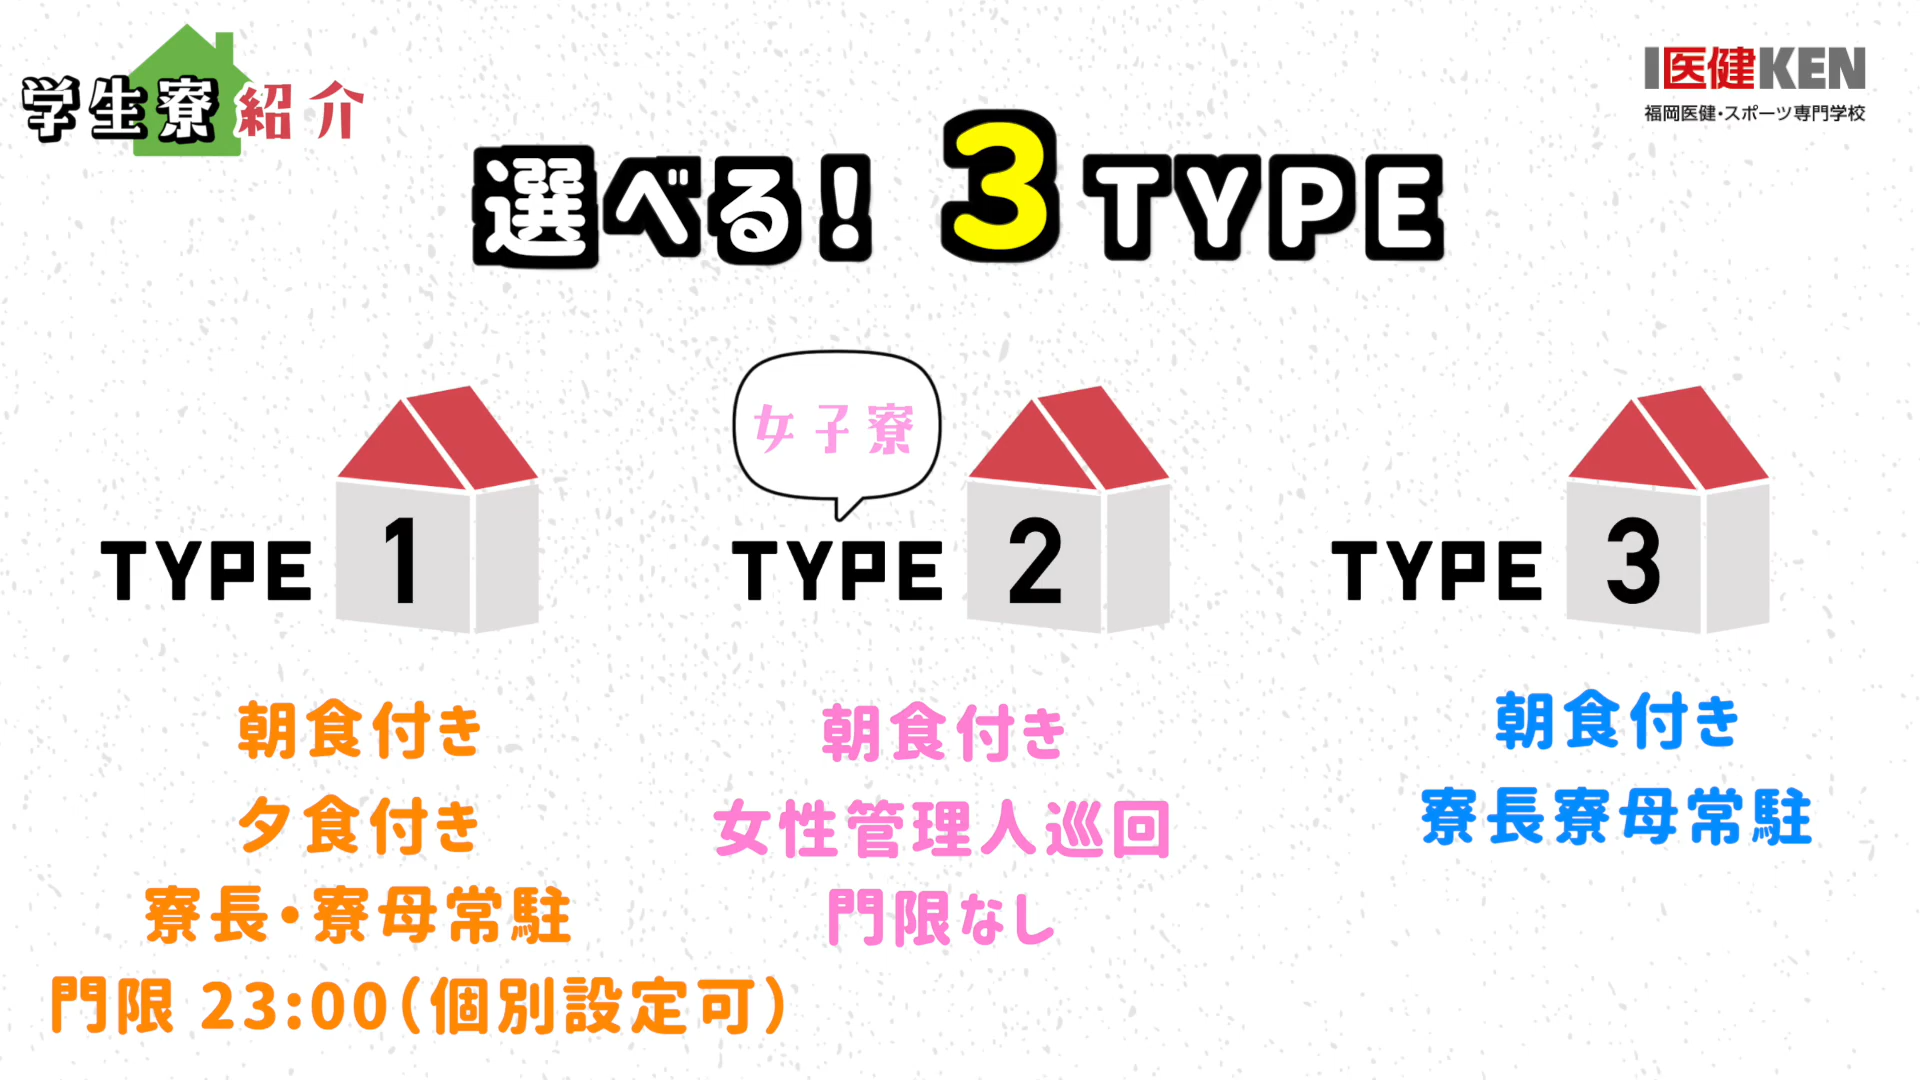 学生寮紹介
I医健KEN
福岡医健・スポーツ専門学校
選べる! 3TYPE
TYPE 1
朝食付き
夕食付き
寮長・寮母常駐
門限 23:00(個別設定可)
女子寮
TYPE 2
朝食付き
女性管理人巡回
門限なし
TYPE 3
朝食付き
寮長寮母常駐